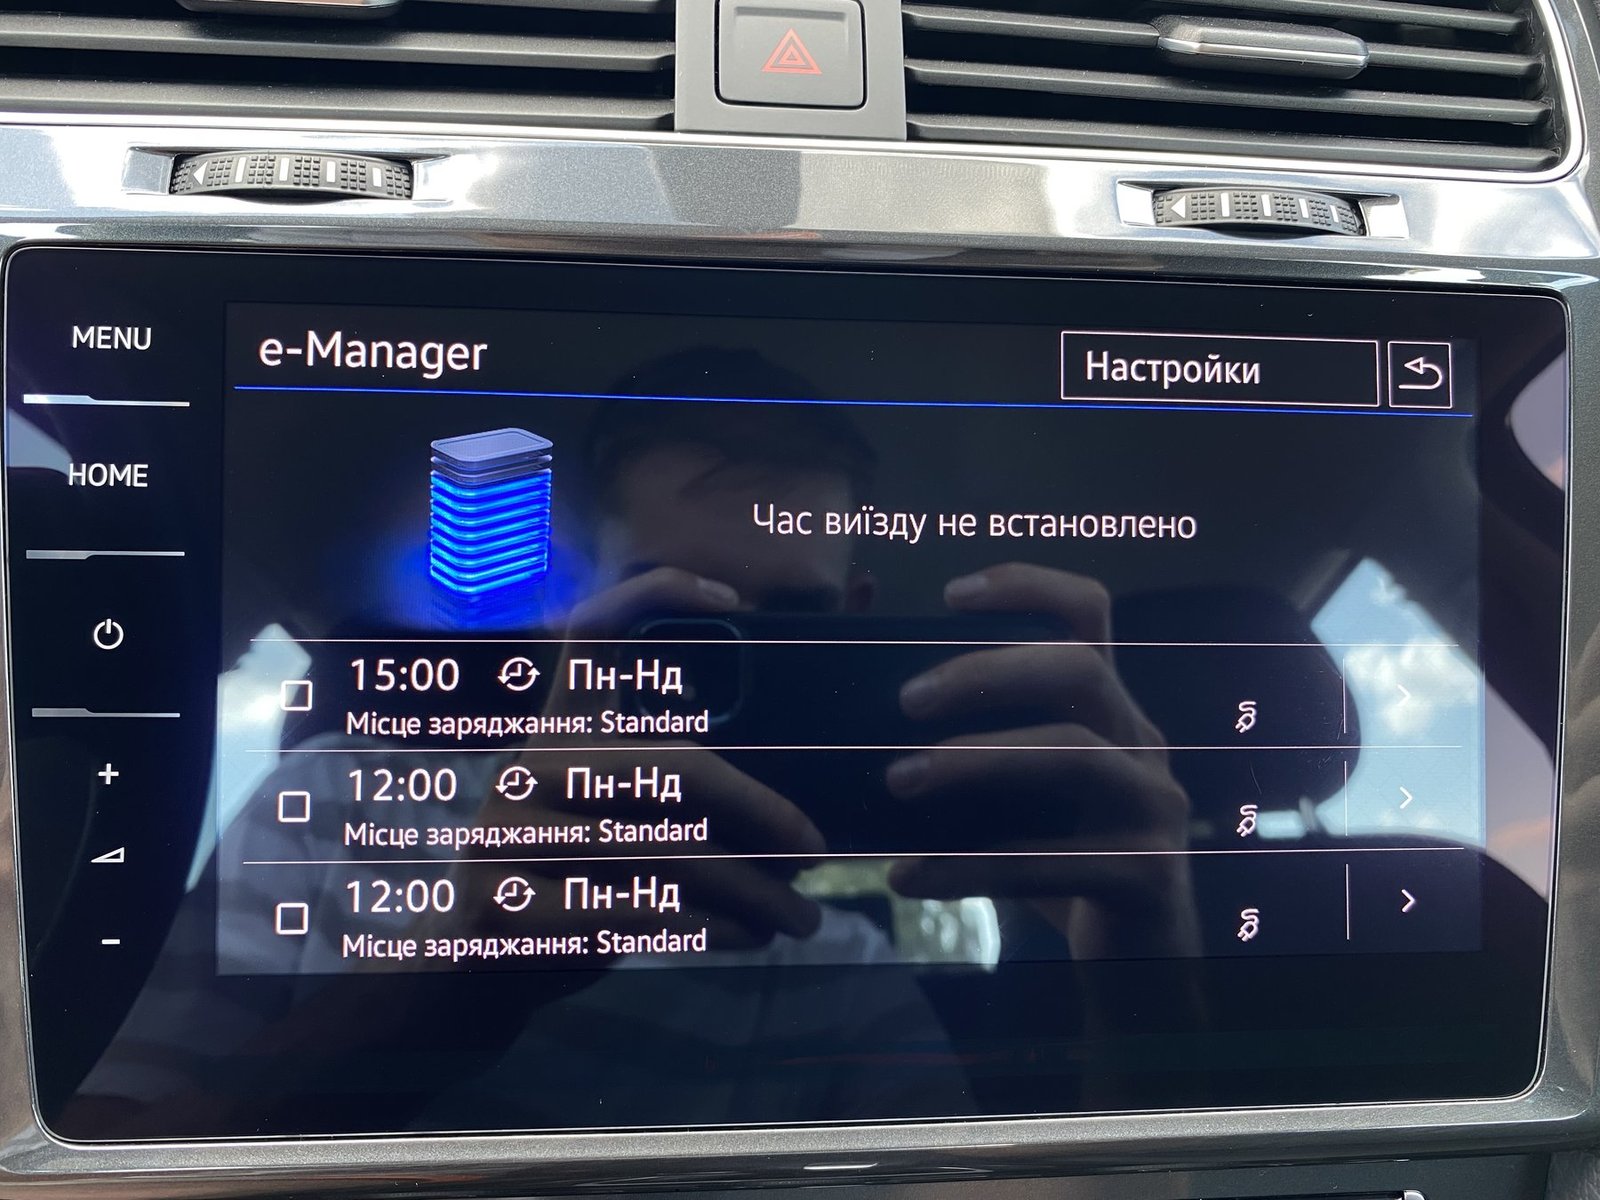 MENU
HOME
e-Manager
Настройки
Час виїзду не встановлено
15:00 Пн-Нд
Місце заряджання: Standard
12:00 Пн-Нд
Місце заряджання: Standard
12:00 Пн-Нд
Місце заряджання: Standard